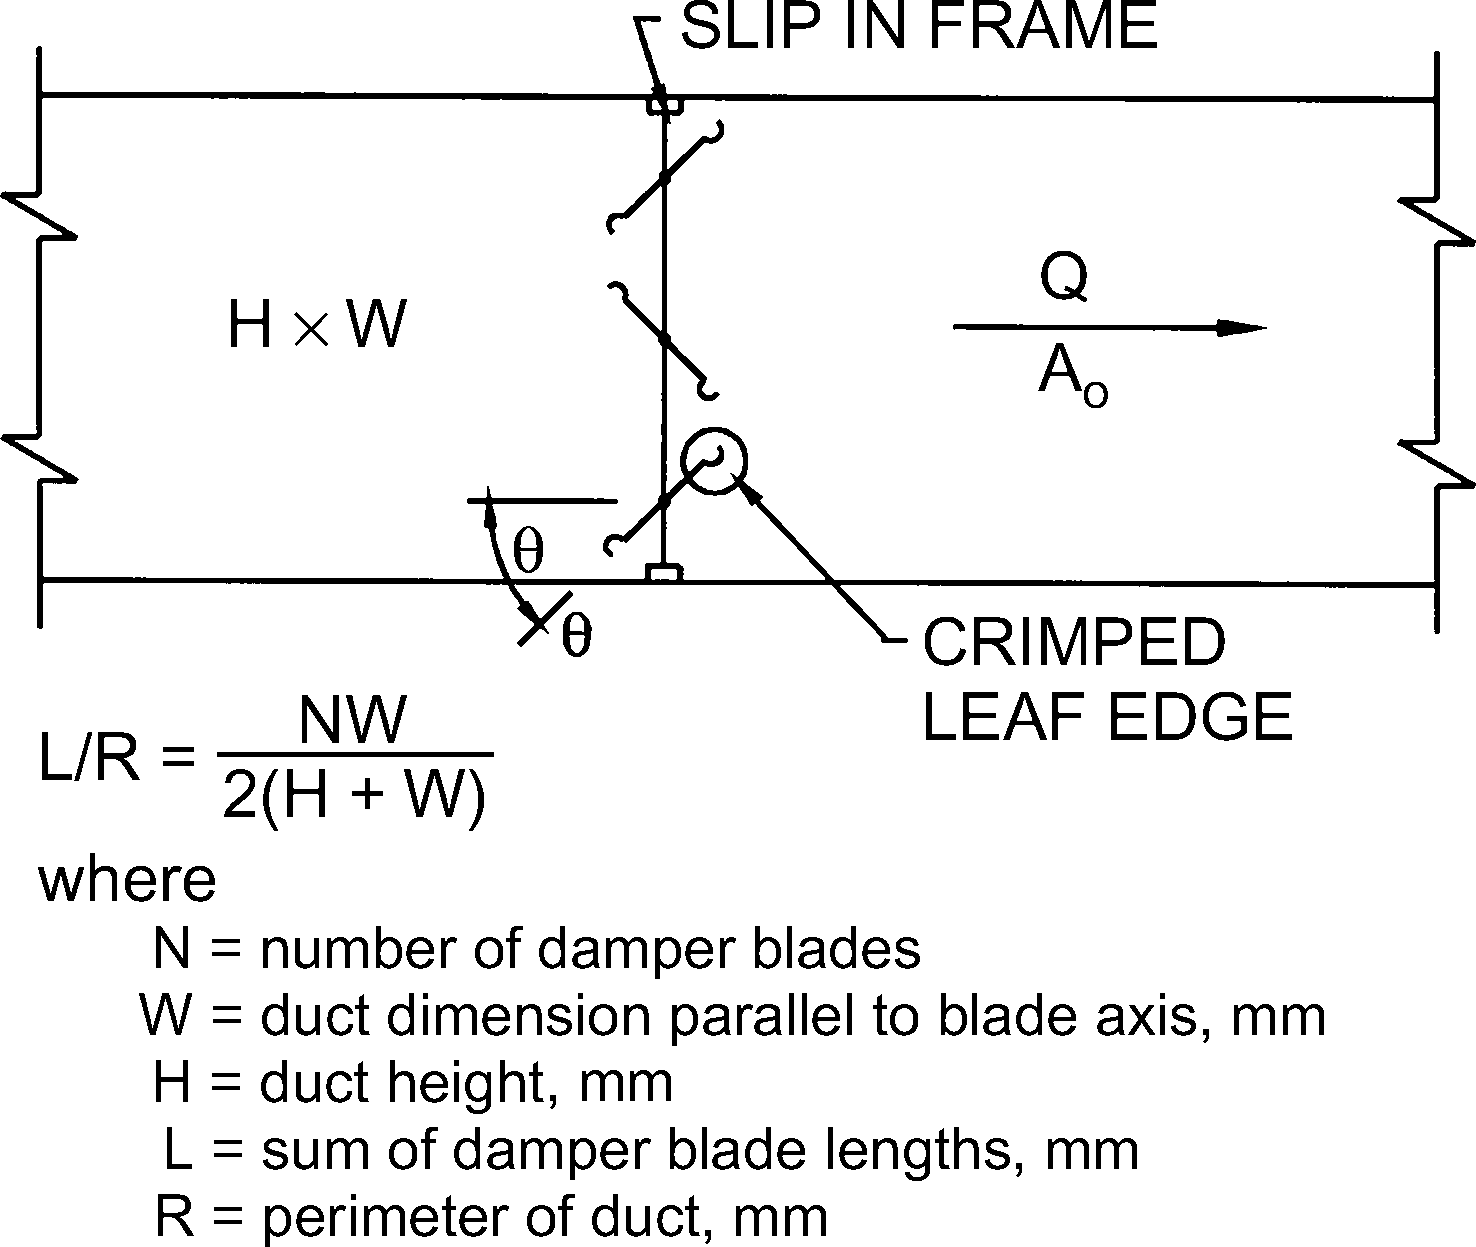 SLIP IN FRAME
H × W
Q
Aₒ
θ
θ
CRIMPED
LEAF EDGE
L/R = NW / 2(H + W)
where
N = number of damper blades
W = duct dimension parallel to blade axis, mm
H = duct height, mm
L = sum of damper blade lengths, mm
R = perimeter of duct, mm